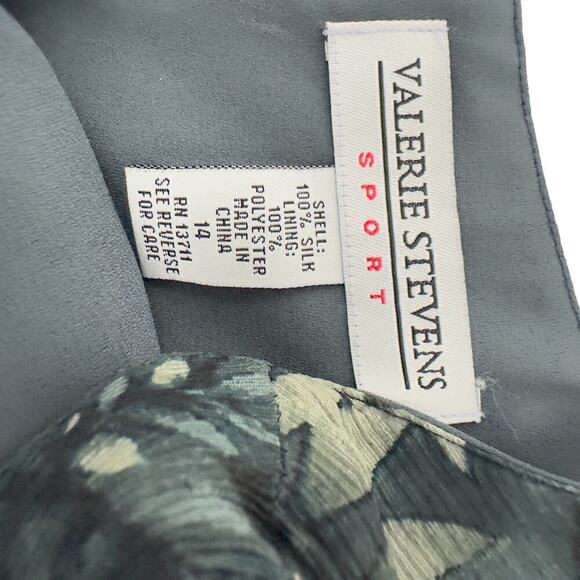 VALERIE STEVENS
SPORT
SHELL:
100% SILK
LINING:
100%
POLYESTER
MADE IN
CHINA
14
RN 13711
SEE REVERSE
FOR CARE